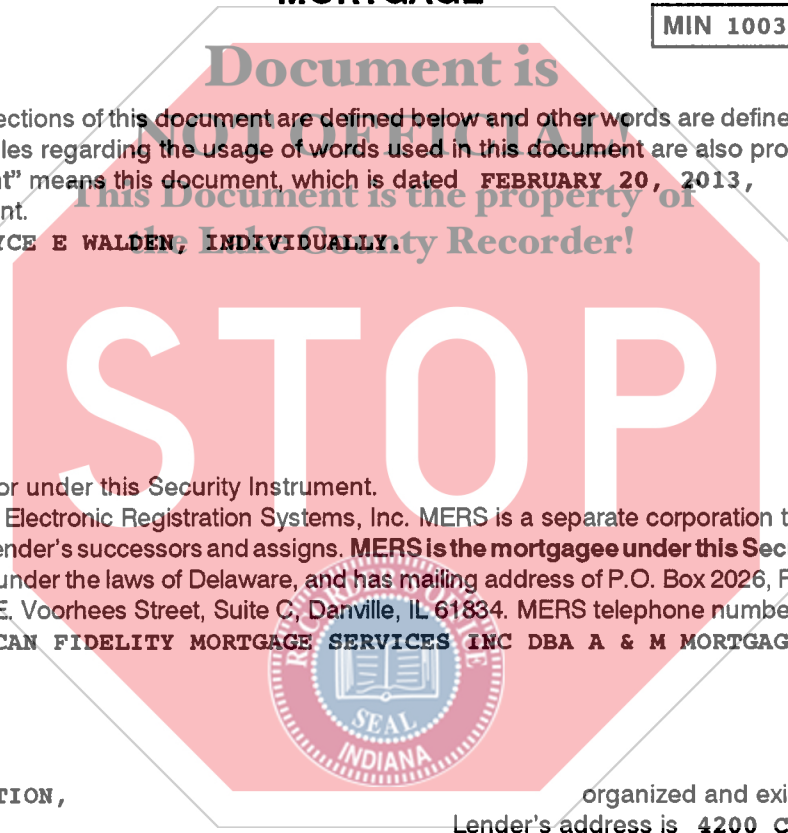 MORTGAGE
MIN 1003
Document is
ections of this document are defined below and other words are define
NOT OFFICIAL!
les regarding the usage of words used in this document are also pro
t” means this document, which is dated FEBRUARY 20, 2013,
This Document is the property of
nt.
YCE E WALDEN, INDIVIDUALLY.
the Lake County Recorder!
STOP
or under this Security Instrument.
Electronic Registration Systems, Inc. MERS is a separate corporation t
ender's successors and assigns. MERS is the mortgagee under this Sec
under the laws of Delaware, and has mailing address of P.O. Box 2026, F
E. Voorhees Street, Suite C, Danville, IL 61834. MERS telephone numbe
CAN FIDELITY MORTGAGE SERVICES INC DBA A & M MORTGAG
SEAL
INDIANA
TION,
organized and exi
Lender's address is 4200 C